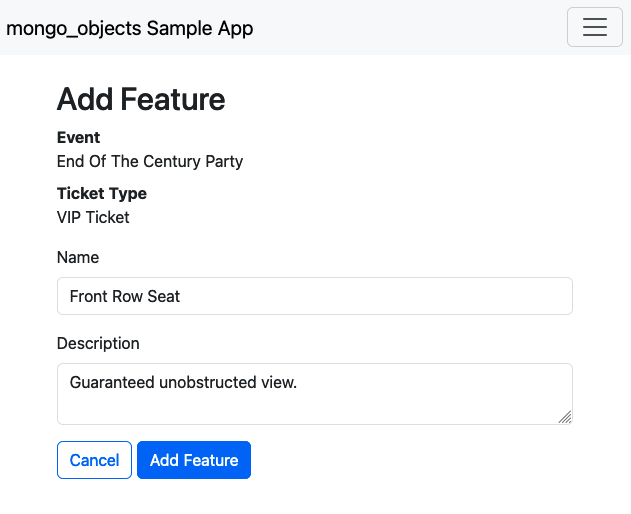 mongo_objects Sample App
Add Feature
Event
End Of The Century Party
Ticket Type
VIP Ticket
Name
Front Row Seat
Description
Guaranteed unobstructed view.
Cancel Add Feature